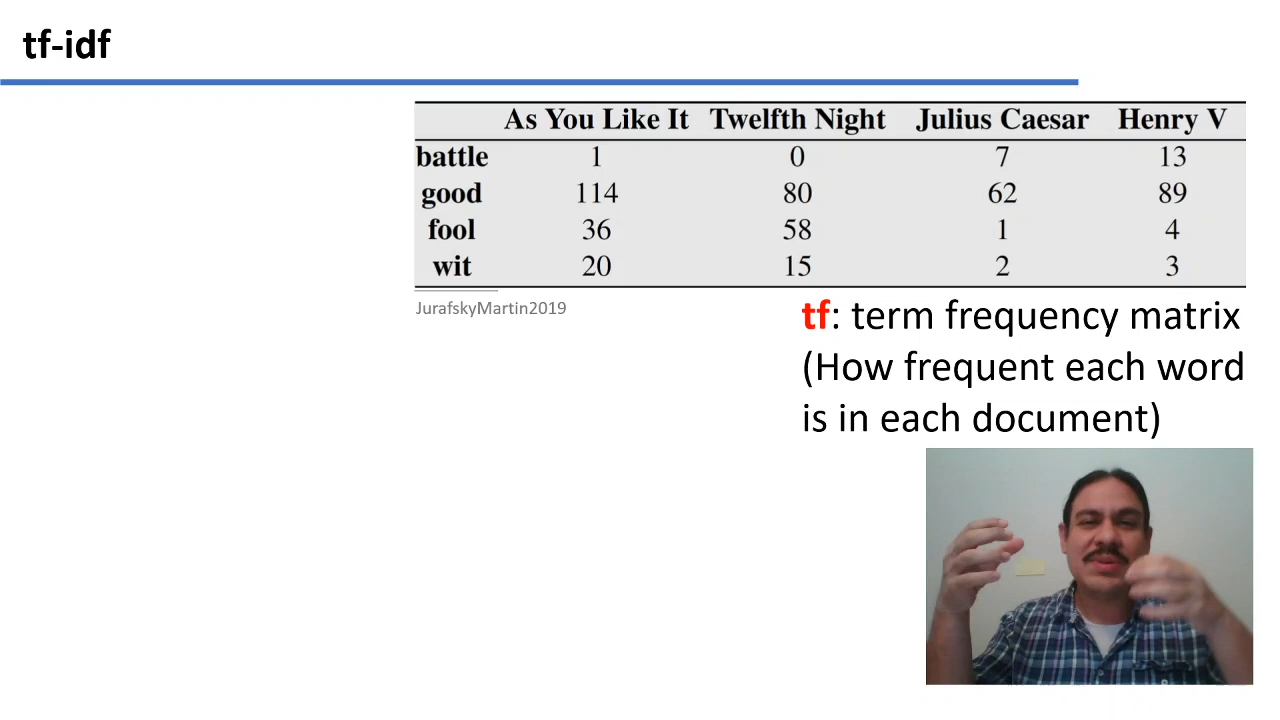 tf-idf
As You Like It Twelfth Night Julius Caesar Henry V
battle 1 0 7 13
good 114 80 62 89
fool 36 58 1 4
wit 20 15 2 3
JurafskyMartin2019
tf: term frequency matrix
(How frequent each word
is in each document)